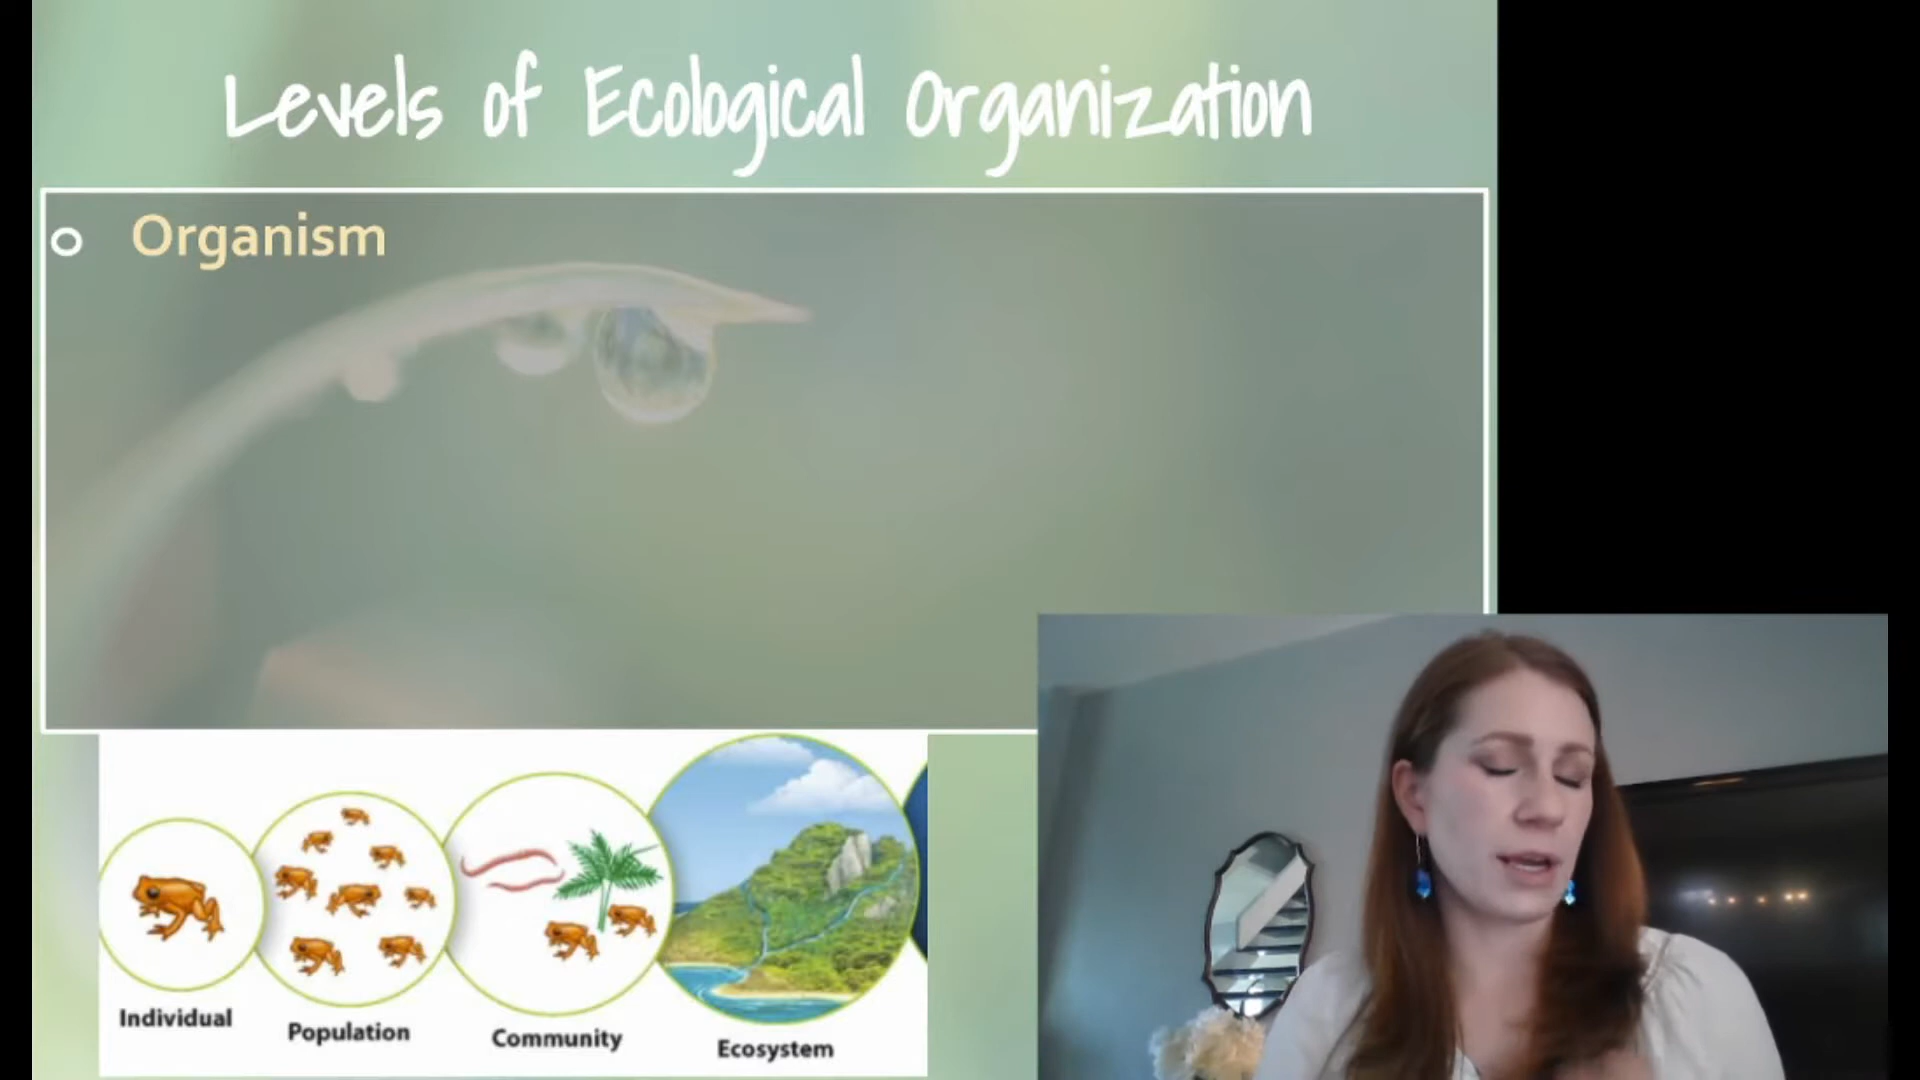 Levels of Ecological Organization
Organism
Individual
Population
Community
Ecosystem